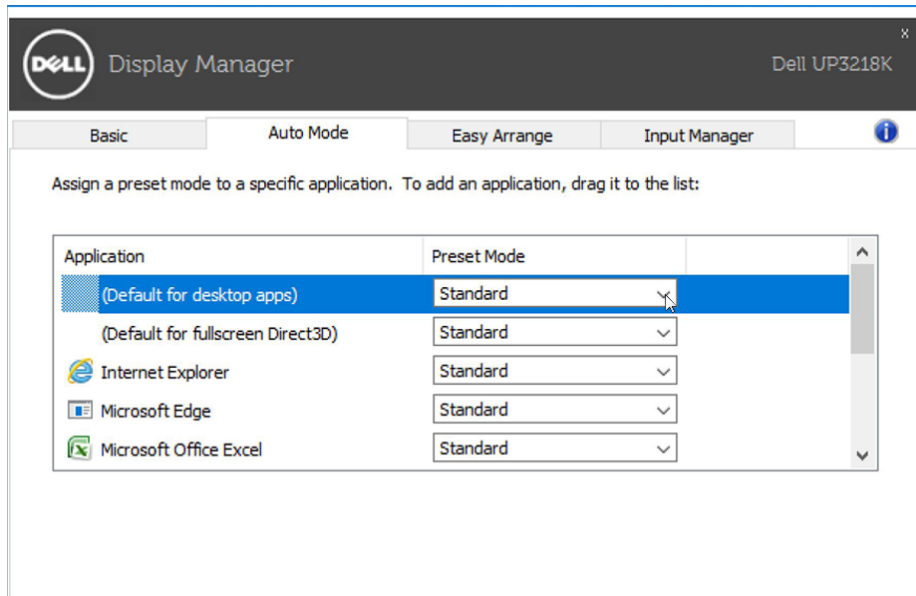 DELL Display Manager
x
Dell UP3218K
Basic Auto Mode Easy Arrange Input Manager i
Assign a preset mode to a specific application. To add an application, drag it to the list:
Application Preset Mode
(Default for desktop apps) Standard
(Default for fullscreen Direct3D) Standard
Internet Explorer Standard
Microsoft Edge Standard
Microsoft Office Excel Standard